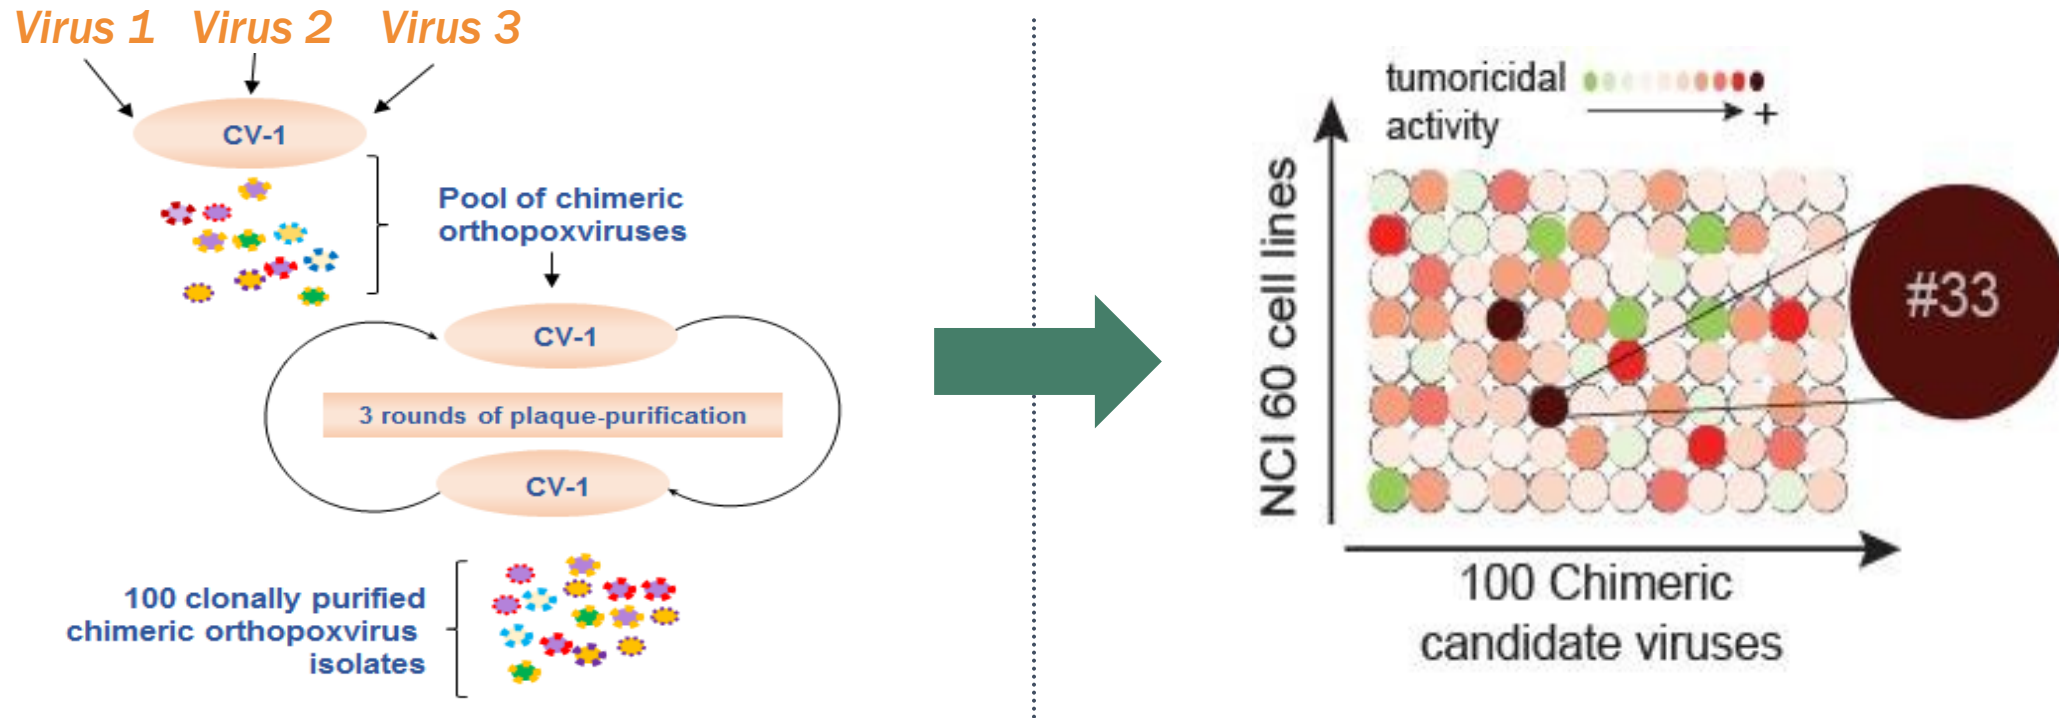 Virus 1 Virus 2 Virus 3
CV-1
Pool of chimeric
orthopoxviruses
CV-1
3 rounds of plaque-purification
CV-1
100 clonally purified
chimeric orthopoxvirus
isolates
tumoricidal
activity
+
NCI 60 cell lines
#33
100 Chimeric
candidate viruses